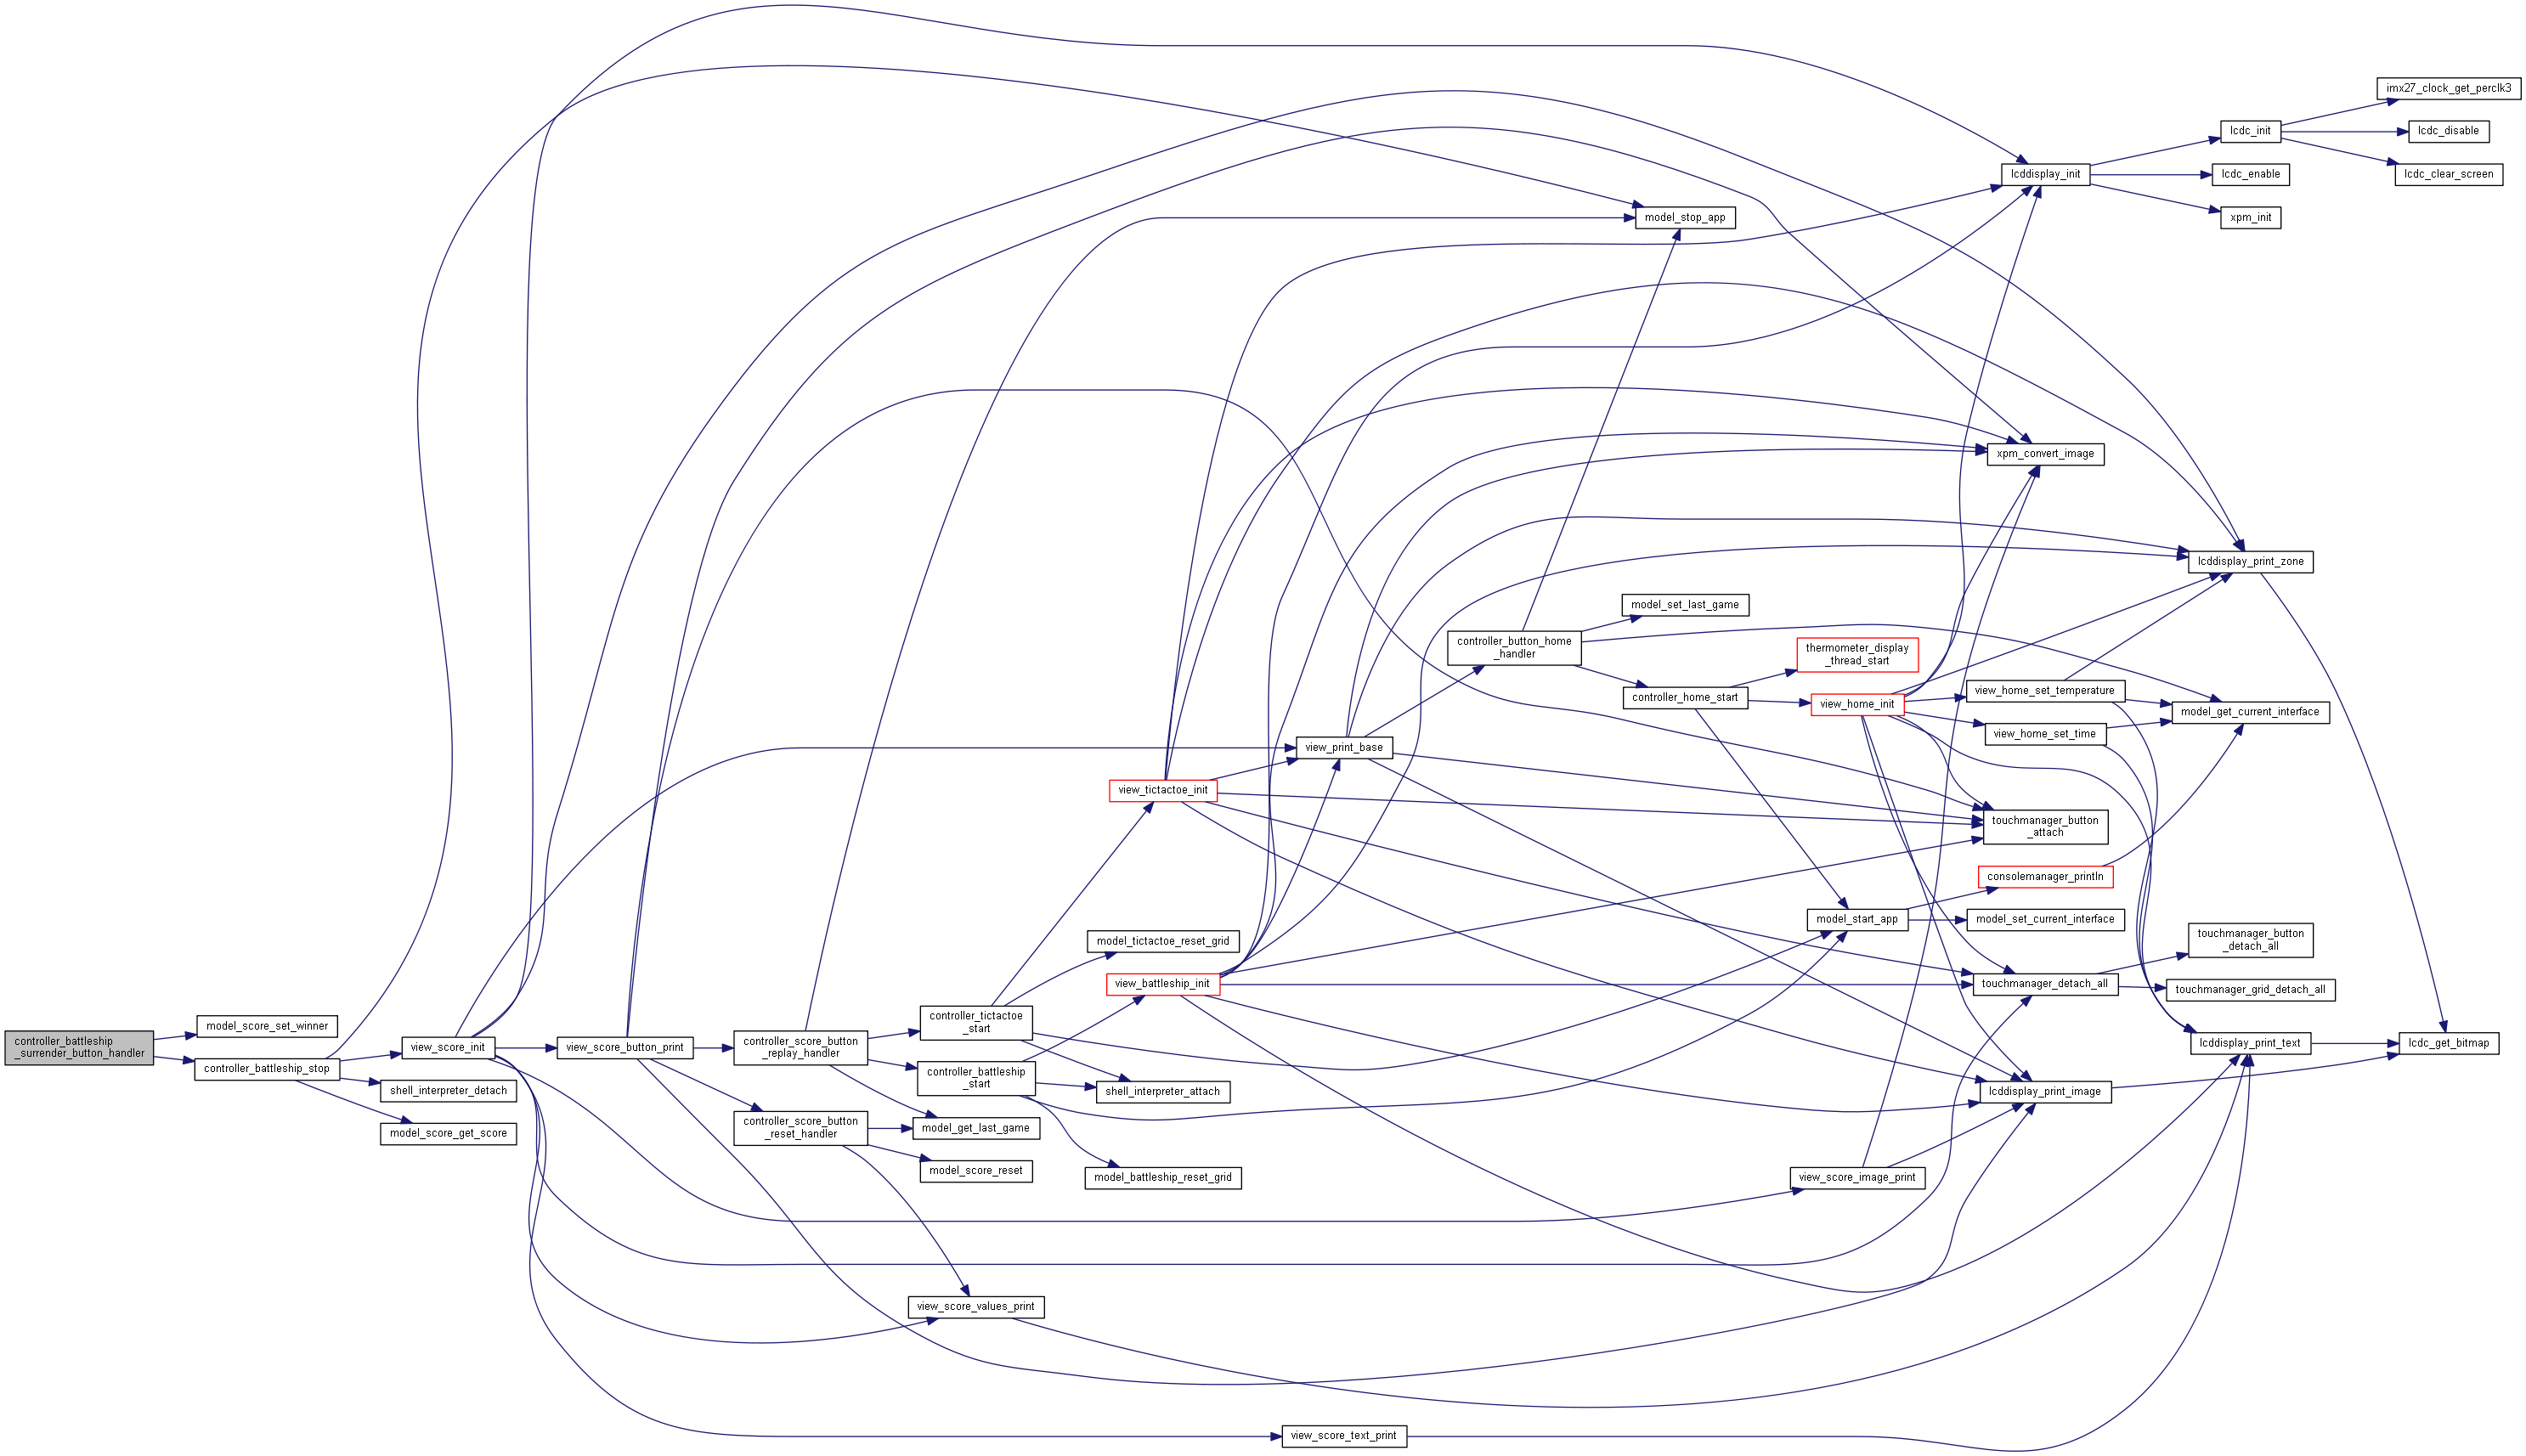 controller_battleship
_surrender_button_handler
model_score_set_winner
controller_battleship_stop
view_score_init
shell_interpreter_detach
model_score_get_score
view_score_button_print
controller_score_button
_replay_handler
controller_score_button
_reset_handler
controller_tictactoe
_start
controller_battleship
_start
model_get_last_game
model_score_reset
view_score_values_print
view_tictactoe_init
model_tictactoe_reset_grid
view_battleship_init
shell_interpreter_attach
model_battleship_reset_grid
view_print_base
view_score_text_print
controller_button_home
_handler
model_stop_app
model_set_last_game
controller_home_start
thermometer_display
_thread_start
view_home_init
model_start_app
view_score_image_print
lcddisplay_init
xpm_convert_image
view_home_set_temperature
view_home_set_time
touchmanager_button
_attach
consolemanager_println
model_set_current_interface
touchmanager_detach_all
lcddisplay_print_image
lcdc_init
lcdc_enable
xpm_init
lcddisplay_print_zone
model_get_current_interface
touchmanager_button
_detach_all
touchmanager_grid_detach_all
lcddisplay_print_text
imx27_clock_get_perclk3
lcdc_disable
lcdc_clear_screen
lcdc_get_bitmap